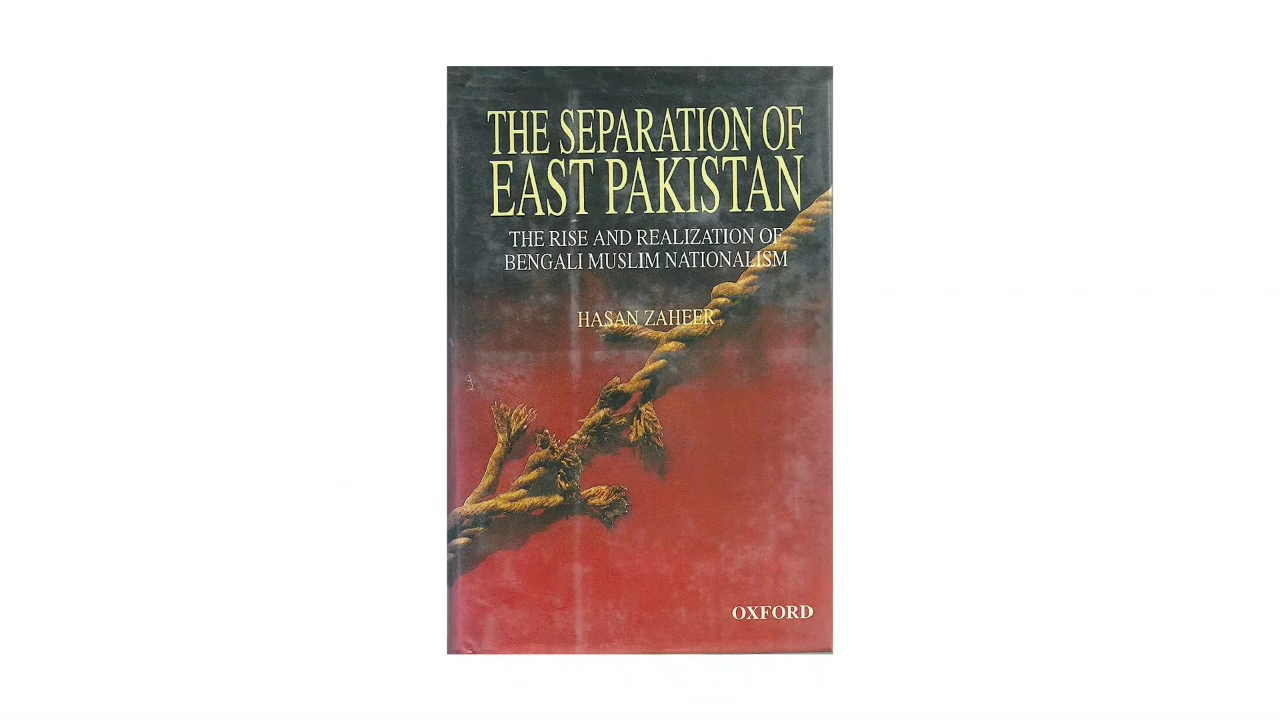 THE SEPARATION OF
EAST PAKISTAN
THE RISE AND REALIZATION OF
BENGALI MUSLIM NATIONALISM
HASAN ZAHEER
OXFORD